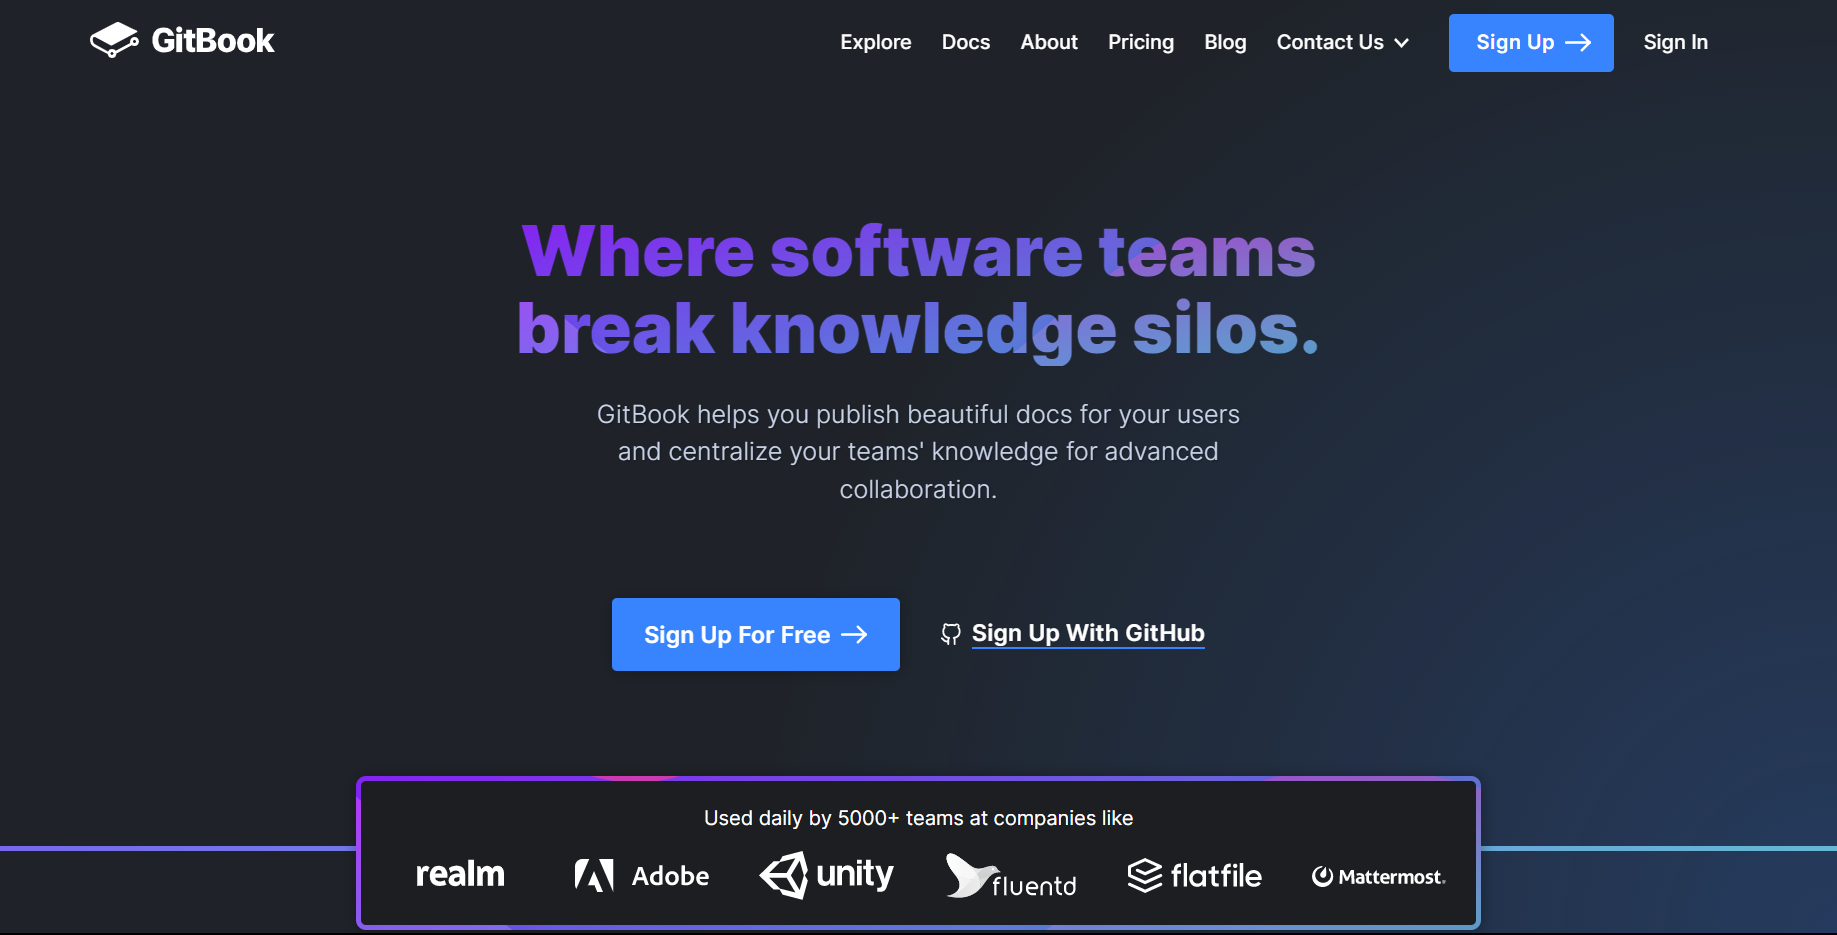 GitBook
Explore Docs About Pricing Blog Contact Us Sign Up Sign In
Where software teams
break knowledge silos.
GitBook helps you publish beautiful docs for your users
and centralize your teams' knowledge for advanced
collaboration.
Sign Up For Free
Sign Up With GitHub
Used daily by 5000+ teams at companies like
realm Adobe unity fluentd flatfile Mattermost